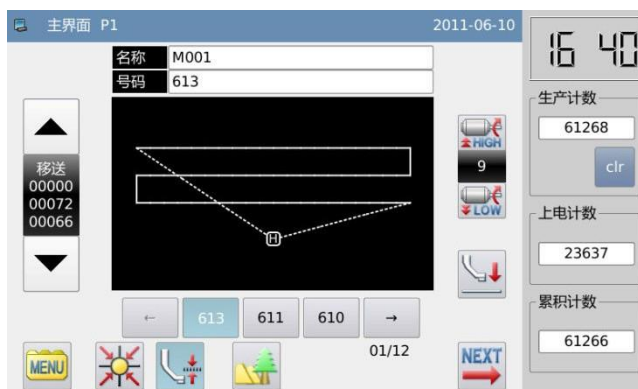 主界面 P1
2011-06-10
16 40
名称 M001
号码 613
移送
00000
00072
00066
HIGH
9
LOW
H
生产计数
61268
clr
上电计数
23637
累积计数
61266
← 613 611 610 →
01/12
MENU
NEXT